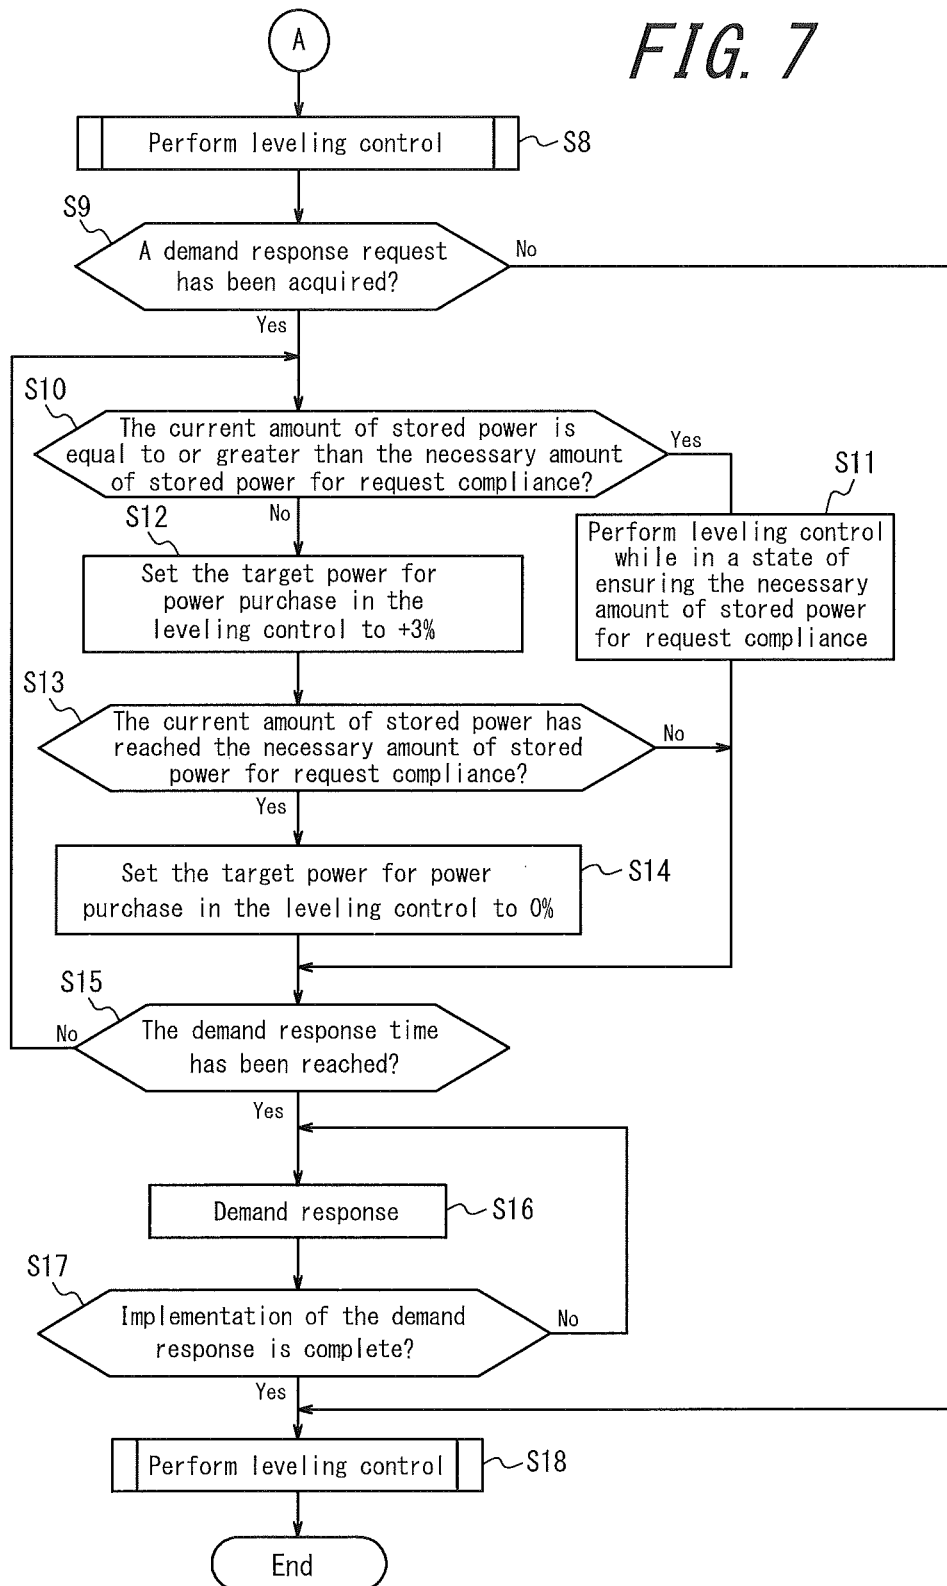 FIG. 7
A
Perform leveling control
S8
S9
A demand response request
has been acquired?
No
Yes
S10
The current amount of stored power is
equal to or greater than the necessary amount
of stored power for request compliance?
Yes
No
S11
Perform leveling control
while in a state of
ensuring the necessary
amount of stored power
for request compliance
S12
Set the target power for
power purchase in the
leveling control to +3%
S13
The current amount of stored power has
reached the necessary amount of stored
power for request compliance?
No
Yes
Set the target power for power
purchase in the leveling control to 0%
S14
S15
The demand response time
has been reached?
No
Yes
Demand response
S16
S17
Implementation of the demand
response is complete?
No
Yes
Perform leveling control
S18
End